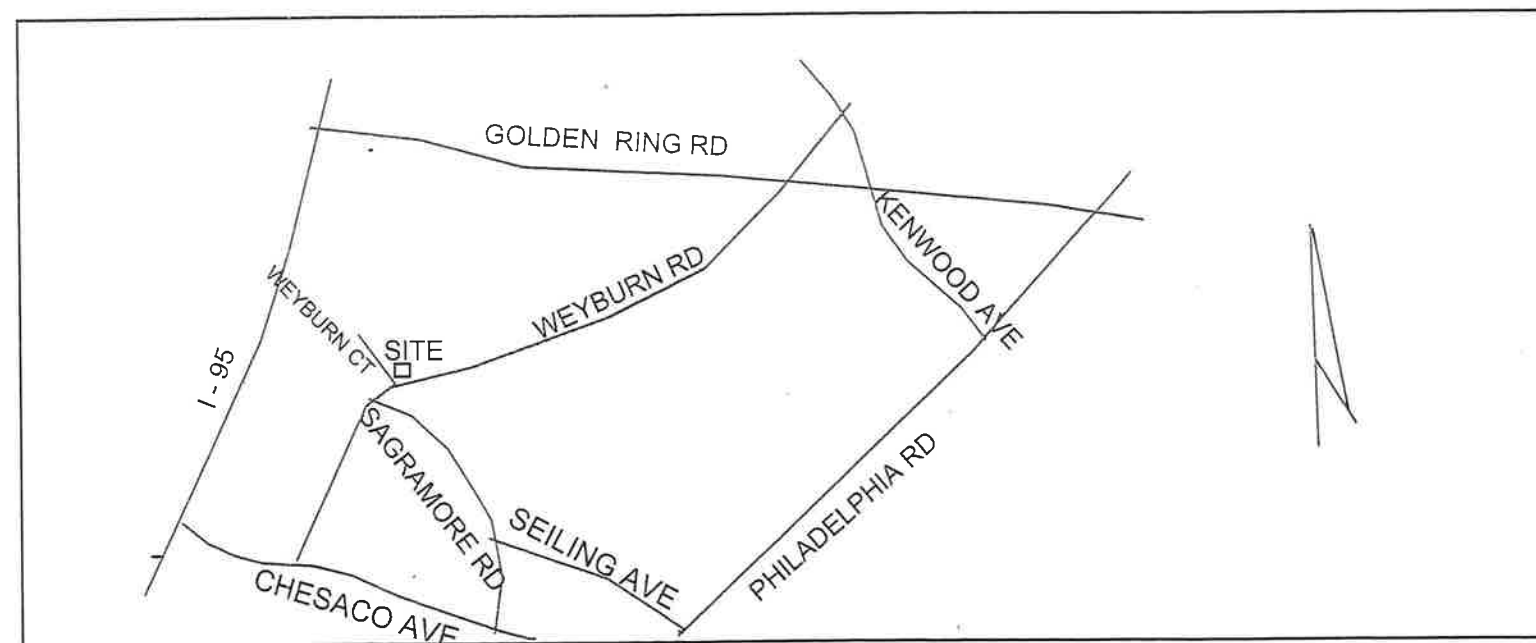 GOLDEN RING RD
KENWOOD AVE
WEYBURN RD
WEYBURN CT
SITE
I - 95
SAGRAMORE RD
SEILING AVE
PHILADELPHIA RD
CHESACO AVE